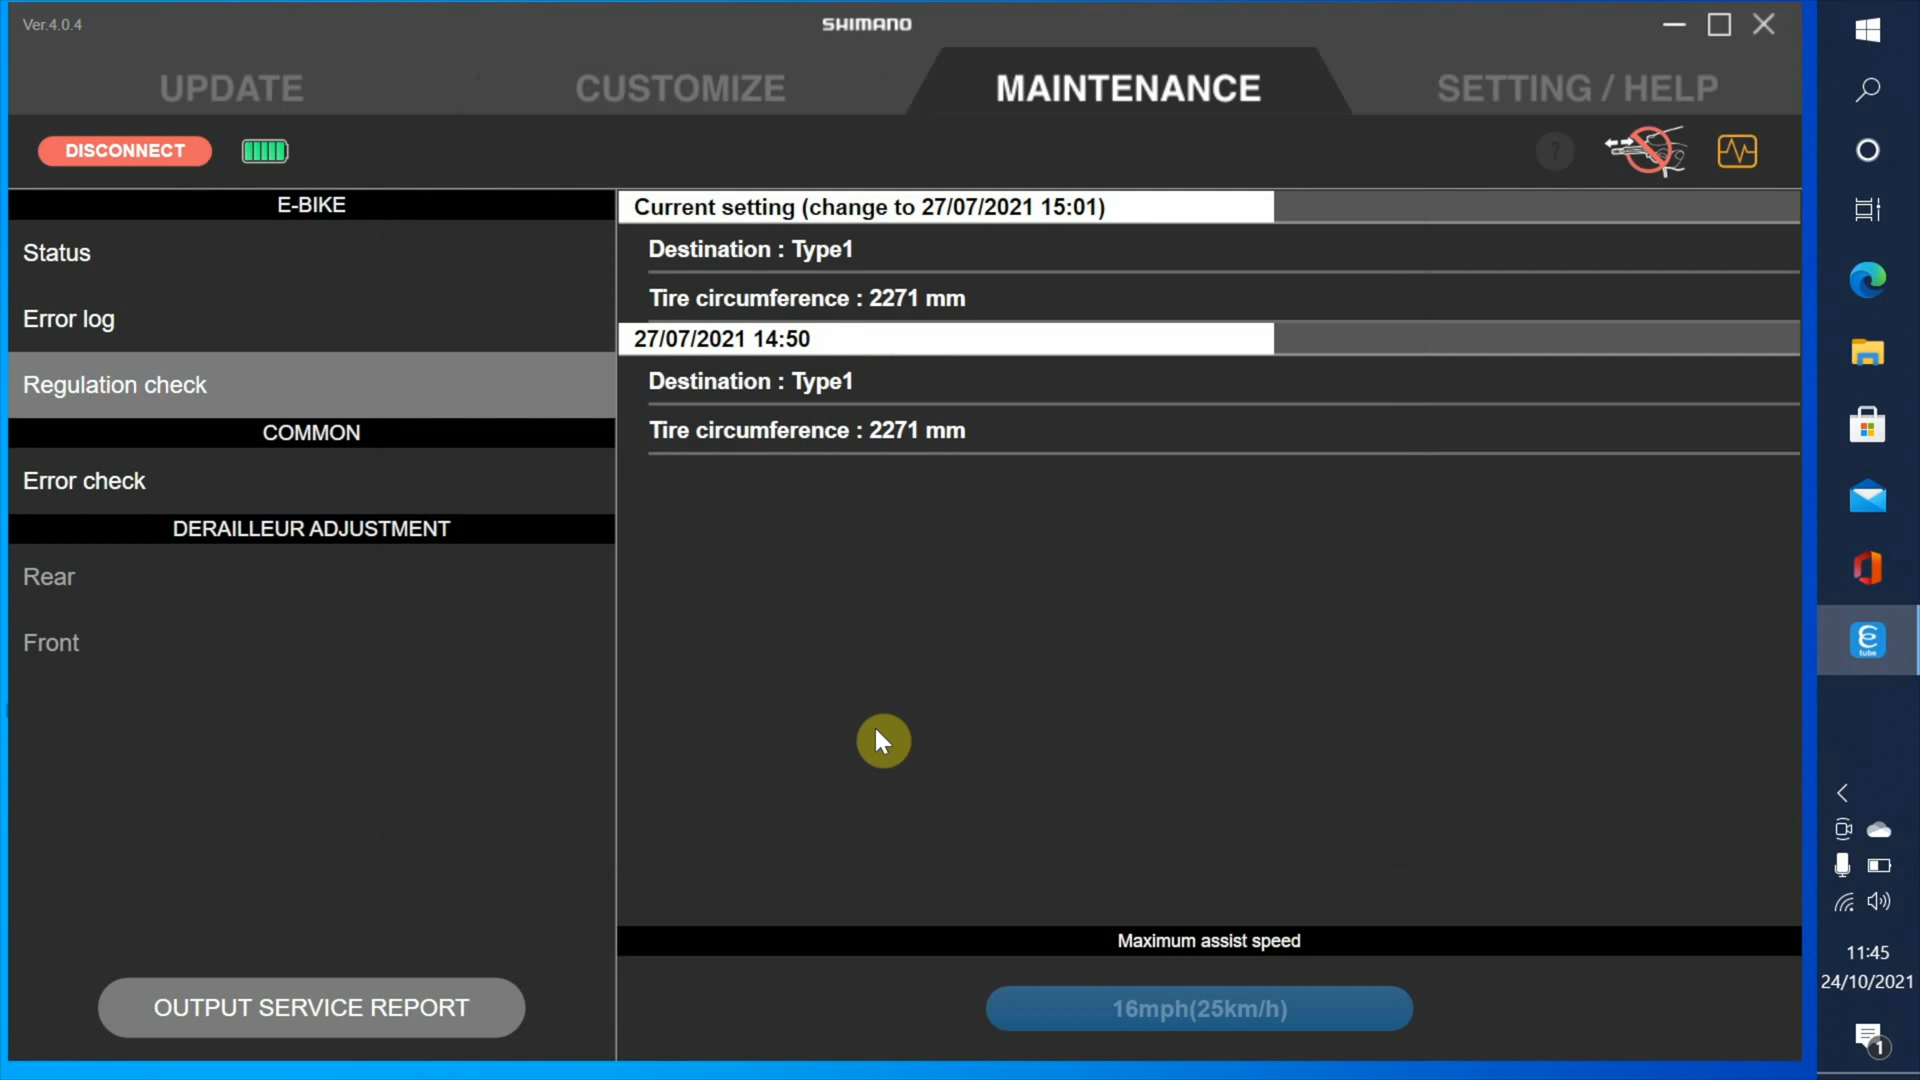 Ver.4.0.4
SHIMANO
UPDATE
CUSTOMIZE
MAINTENANCE
SETTING / HELP
DISCONNECT
?
E-BIKE
Status
Error log
Regulation check
COMMON
Error check
DERAILLEUR ADJUSTMENT
Rear
Front
OUTPUT SERVICE REPORT
Current setting (change to 27/07/2021 15:01)
Destination : Type1
Tire circumference : 2271 mm
27/07/2021 14:50
Destination : Type1
Tire circumference : 2271 mm
Maximum assist speed
16mph(25km/h)
tube
11:45
24/10/2021
1